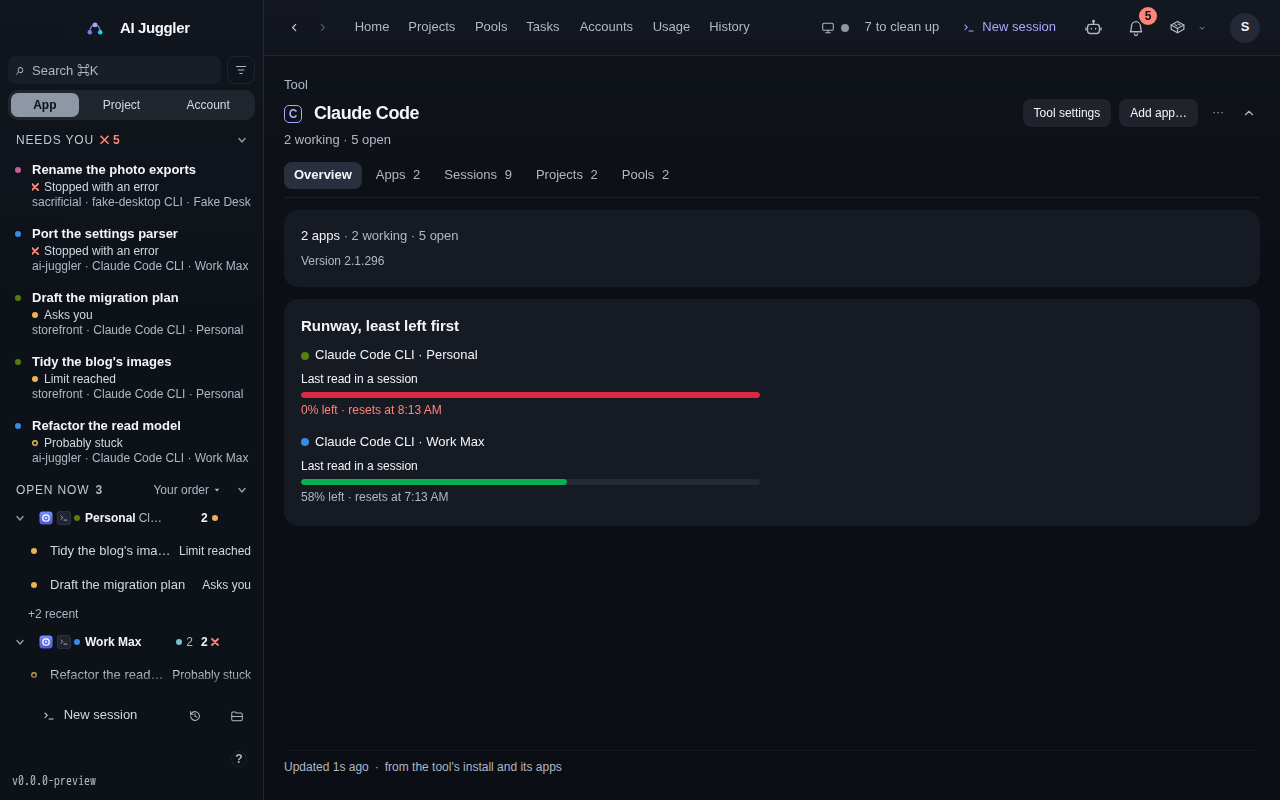 AI Juggler
Search ⌘K
App Project Account
NEEDS YOU 5
Rename the photo exports
Stopped with an error
sacrificial · fake-desktop CLI · Fake Desk
Port the settings parser
Stopped with an error
ai-juggler · Claude Code CLI · Work Max
Draft the migration plan
Asks you
storefront · Claude Code CLI · Personal
Tidy the blog's images
Limit reached
storefront · Claude Code CLI · Personal
Refactor the read model
Probably stuck
ai-juggler · Claude Code CLI · Work Max
OPEN NOW 3 Your order
Personal Cl… 2
Tidy the blog's ima… Limit reached
Draft the migration plan Asks you
+2 recent
Work Max 2 2
Refactor the read… Probably stuck
New session
?
v0.0.0-preview
Home Projects Pools Tasks Accounts Usage History 7 to clean up New session 5 S
Tool
C Claude Code Tool settings Add app…
2 working · 5 open
Overview Apps 2 Sessions 9 Projects 2 Pools 2
2 apps · 2 working · 5 open
Version 2.1.296
Runway, least left first
Claude Code CLI · Personal
Last read in a session
0% left · resets at 8:13 AM
Claude Code CLI · Work Max
Last read in a session
58% left · resets at 7:13 AM
Updated 1s ago · from the tool's install and its apps